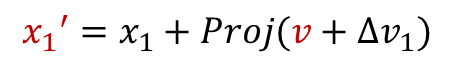 x₁′ = x₁ + Proj(v + Δv₁)